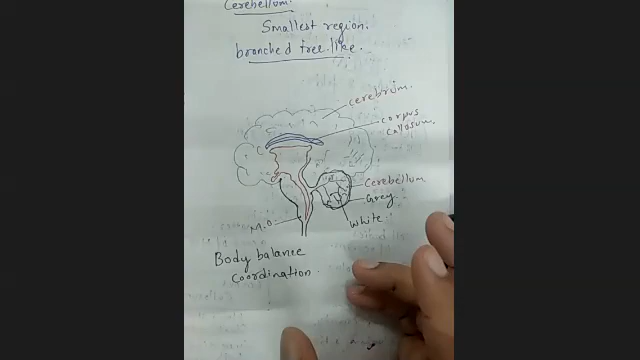 Cerebellum.
Smallest region.
branched tree like.
cerebrum.
corpus
callosum.
Cerebellum
Grey
White
M.O
Body balance
coordination.